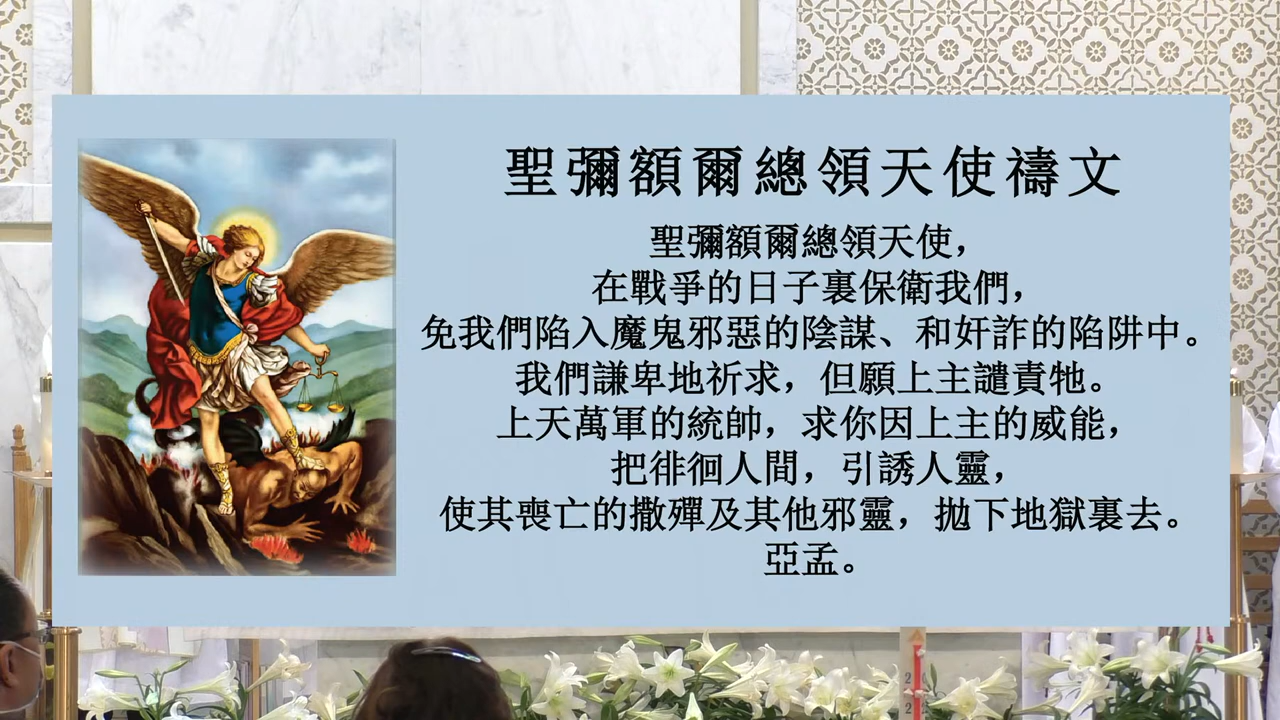 聖彌額爾總領天使禱文
聖彌額爾總領天使，
在戰爭的日子裏保衛我們，
免我們陷入魔鬼邪惡的陰謀、和奸詐的陷阱中。
我們謙卑地祈求，但願上主譴責牠。
上天萬軍的統帥，求你因上主的威能，
把徘徊人間，引誘人靈，
使其喪亡的撒殫及其他邪靈，拋下地獄裏去。
亞孟。